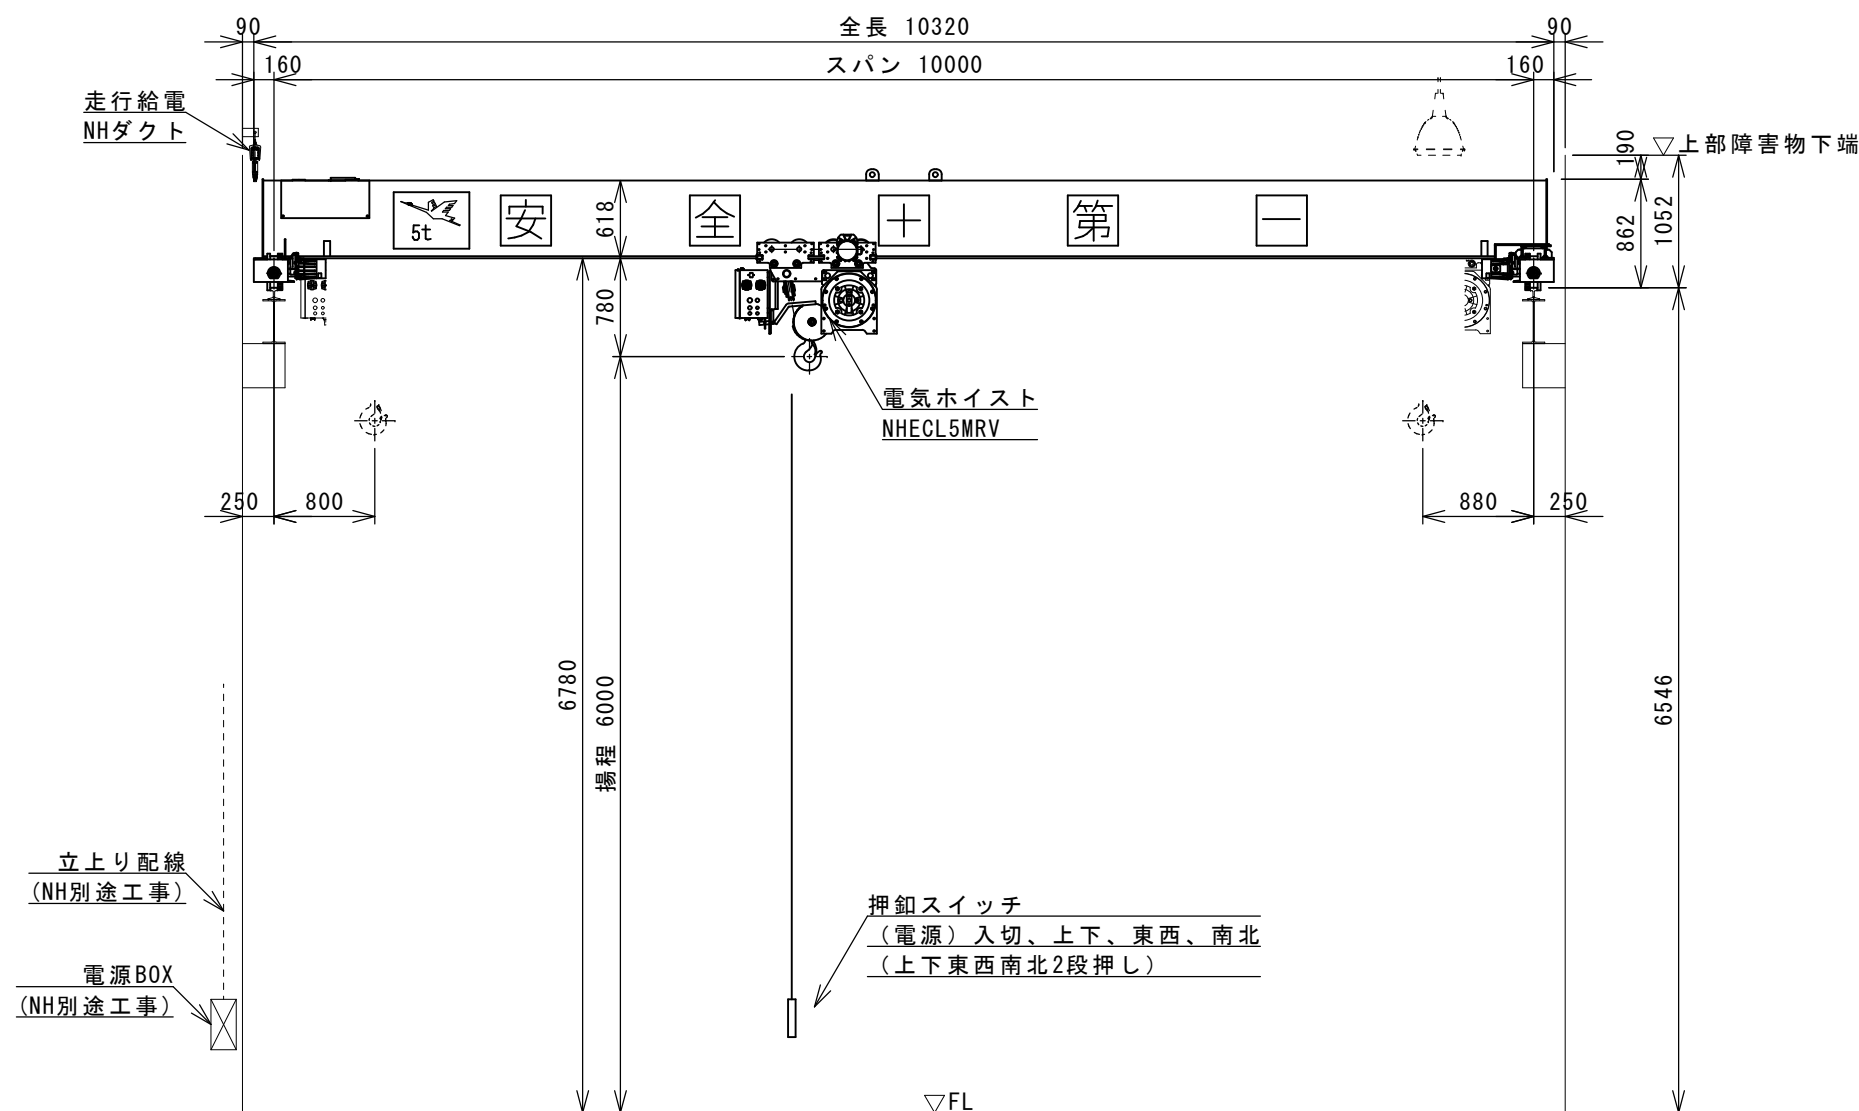 90
全長 10320
90
160
スパン 10000
160
走行給電
NHダクト
190
上部障害物下端
5t
安
全
十
第
一
618
862
1052
780
電気ホイスト
NHECL5MRV
250
800
880
250
6780
揚程 6000
6546
立上り配線
(NH別途工事)
押釦スイッチ
(電源)入切、上下、東西、南北
(上下東西南北2段押し)
電源BOX
(NH別途工事)
FL